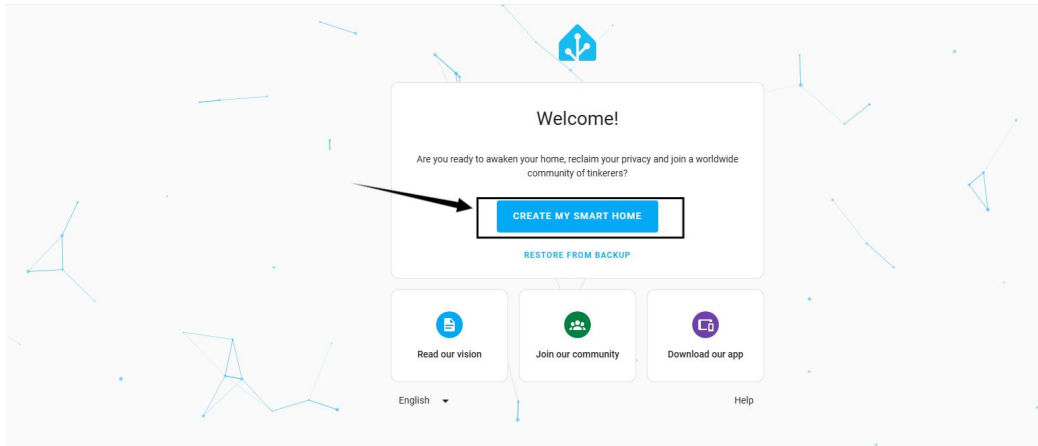 Welcome!
Are you ready to awaken your home, reclaim your privacy and join a worldwide
community of tinkerers?
CREATE MY SMART HOME
RESTORE FROM BACKUP
Read our vision
Join our community
Download our app
English
Help